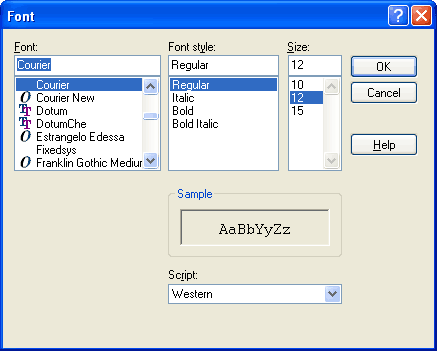 Font
Font:
Courier
Courier
Courier New
Dotum
DotumChe
Estrangelo Edessa
Fixedsys
Franklin Gothic Medium
Font style:
Regular
Regular
Italic
Bold
Bold Italic
Size:
12
10
12
15
OK
Cancel
Help
Sample
AaBbYyZz
Script:
Western